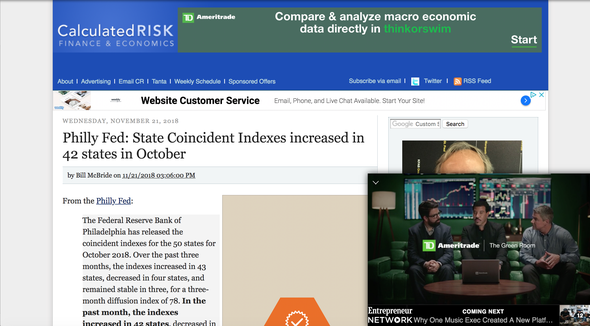 CalculatedRISK
FINANCE & ECONOMICS
TD Ameritrade
Compare & analyze macro economic
data directly in thinkorswim
Start
About | Advertising | Email CR | Tanta | Weekly Schedule | Sponsored Offers
Subscribe via email | Twitter | RSS Feed
Website Customer Service
Email, Phone, and Live Chat Available. Start Your Site!
WEDNESDAY, NOVEMBER 21, 2018
Philly Fed: State Coincident Indexes increased in
42 states in October
by Bill McBride on 11/21/2018 03:06:00 PM
From the Philly Fed:
The Federal Reserve Bank of
Philadelphia has released the
coincident indexes for the 50 states for
October 2018. Over the past three
months, the indexes increased in 43
states, decreased in four states, and
remained stable in three, for a three-
month diffusion index of 78. In the
past month, the indexes
increased in 42 states, decreased in
Google Custom S
Search
TD Ameritrade | The Green Room
Entrepreneur
NETWORK
COMING NEXT
Why One Music Exec Created A New Platf...
12